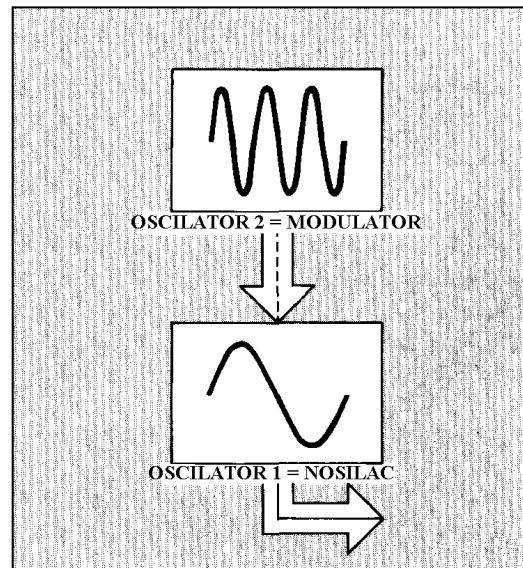 OSCILATOR 2 = MODULATOR
OSCILATOR 1 = NOSILAC